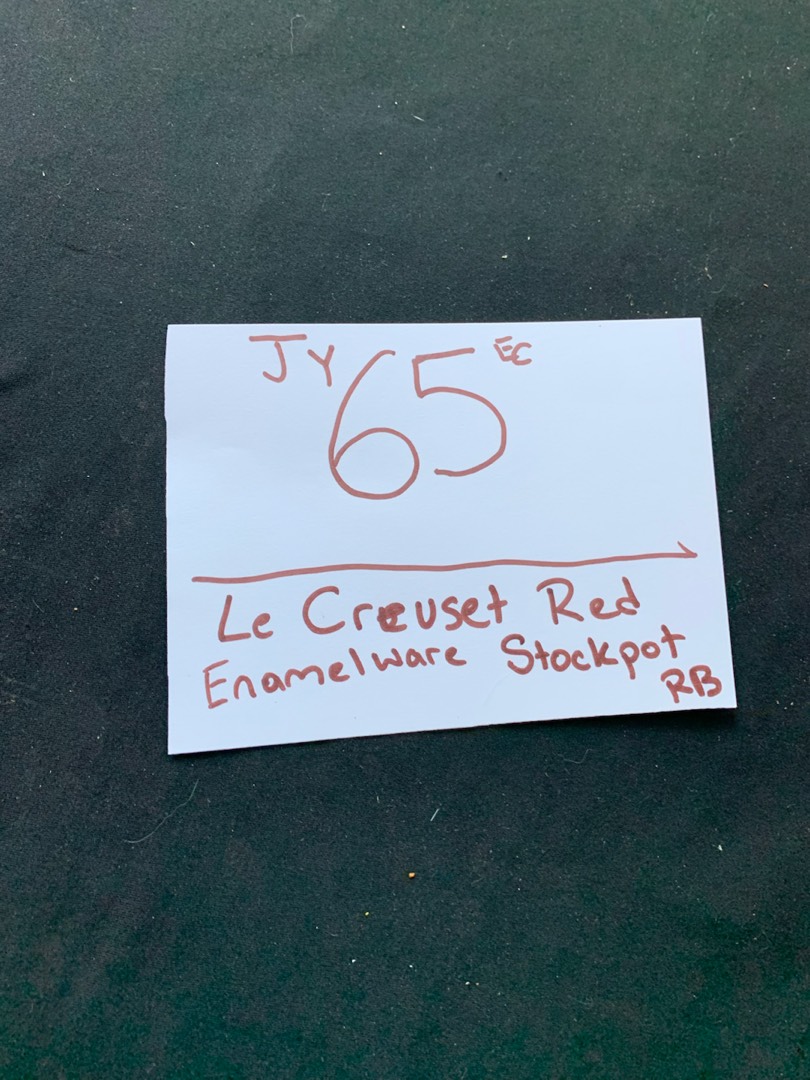 JY 65 EC
Le Creuset Red
Enamelware Stockpot
RB